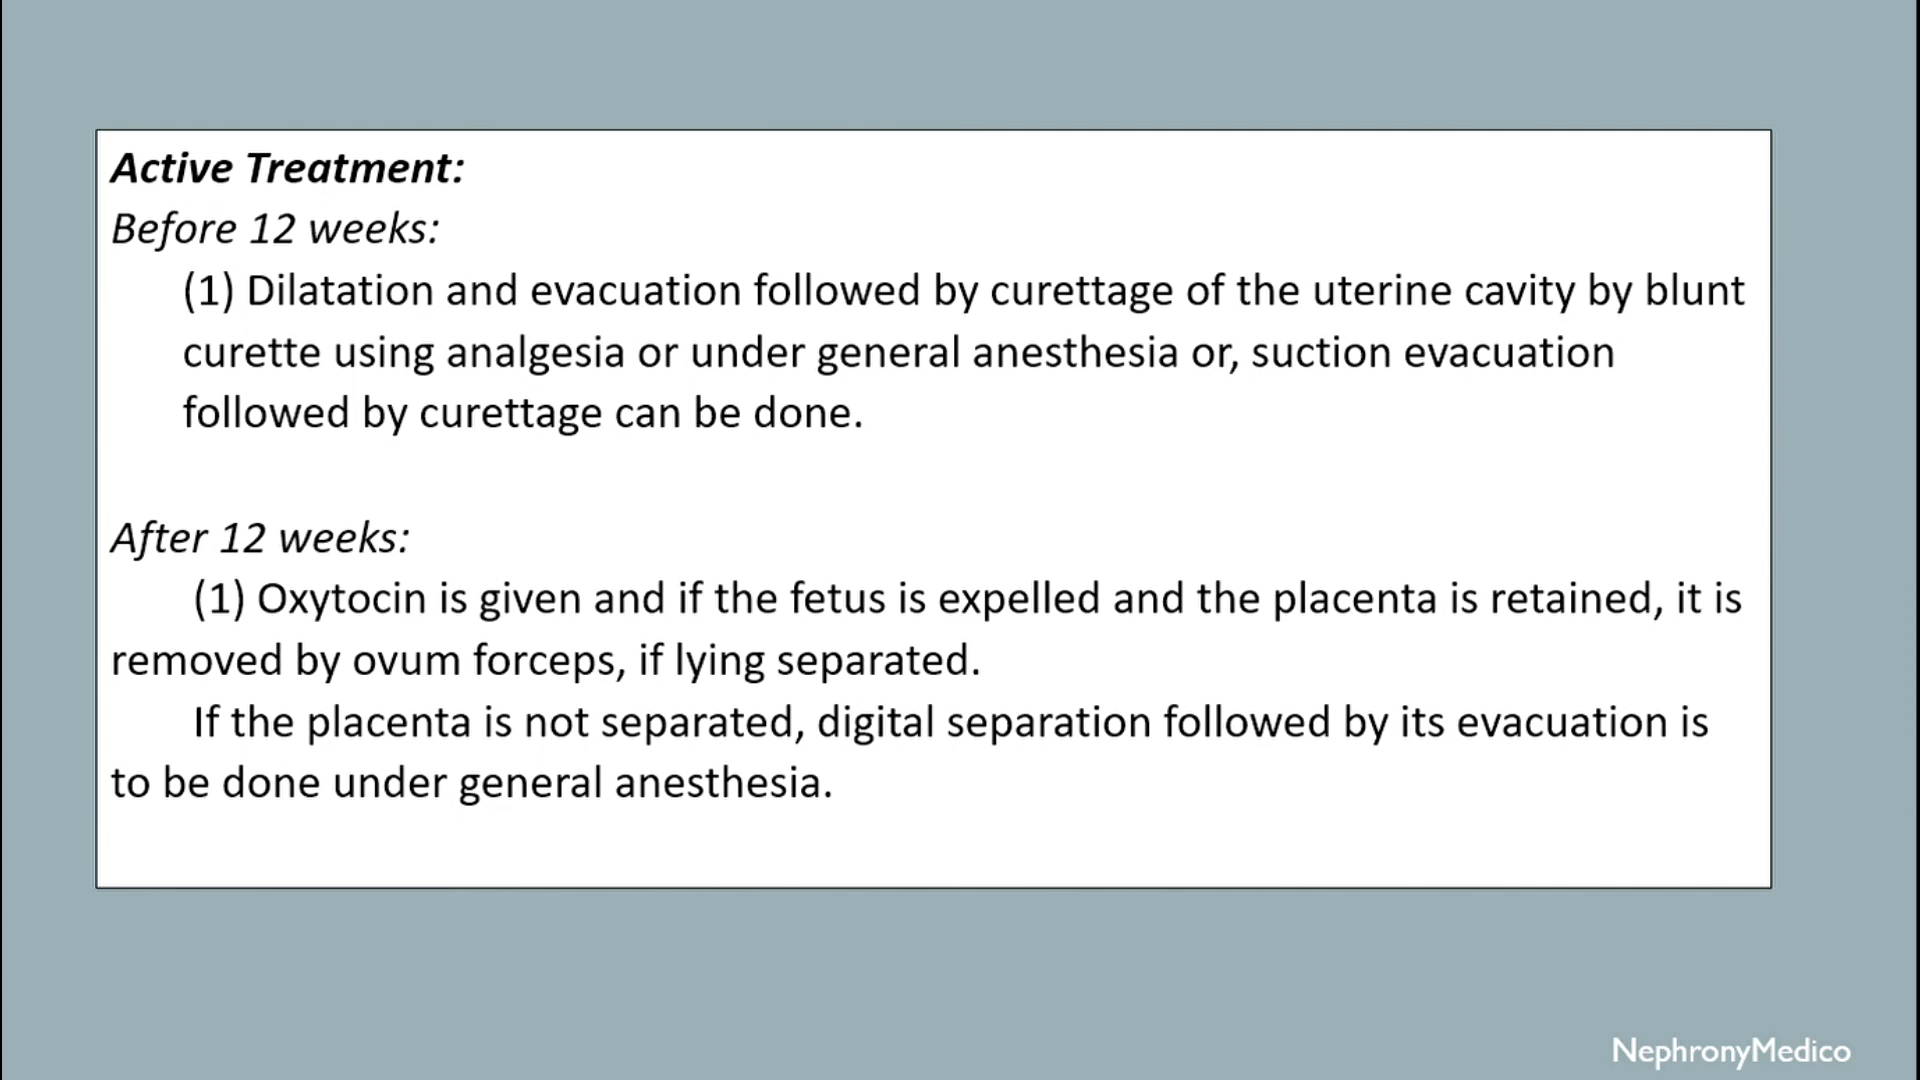 Active Treatment:
Before 12 weeks:
(1) Dilatation and evacuation followed by curettage of the uterine cavity by blunt
curette using analgesia or under general anesthesia or, suction evacuation
followed by curettage can be done.
After 12 weeks:
(1) Oxytocin is given and if the fetus is expelled and the placenta is retained, it is
removed by ovum forceps, if lying separated.
If the placenta is not separated, digital separation followed by its evacuation is
to be done under general anesthesia.
NephronyMedico